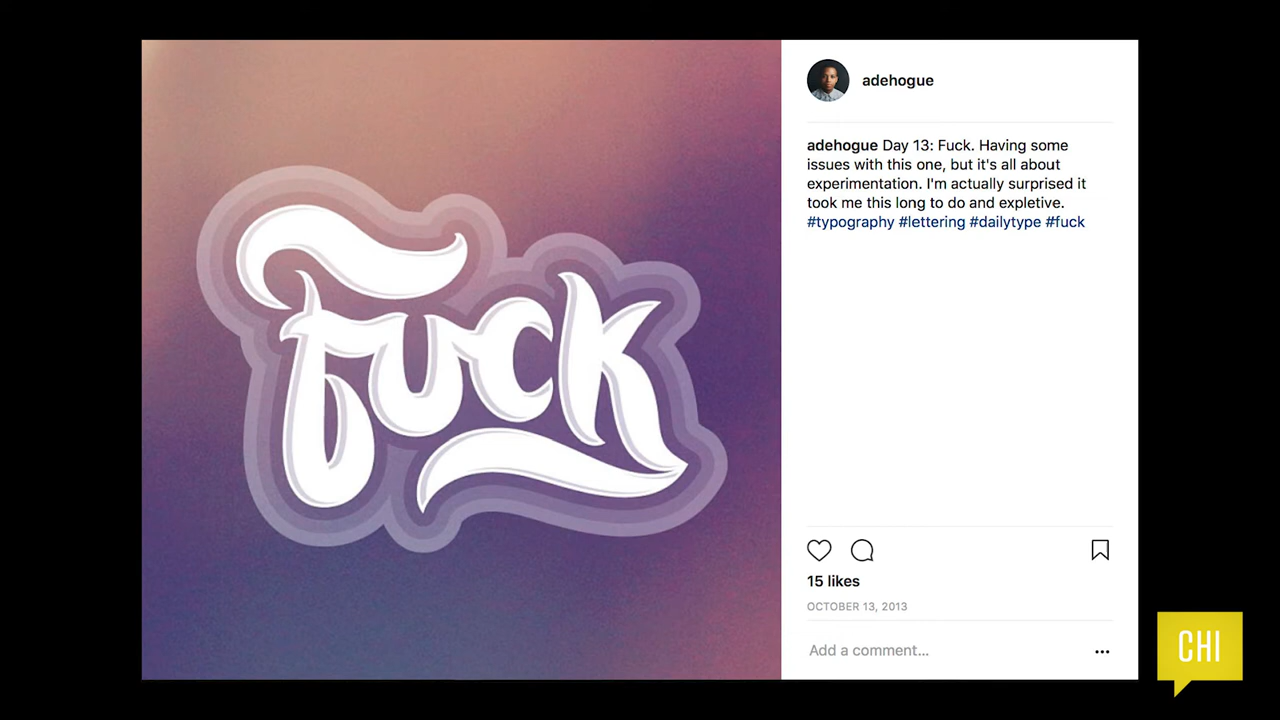 fuck
adehogue
adehogue Day 13: Fuck. Having some
issues with this one, but it's all about
experimentation. I'm actually surprised it
took me this long to do and expletive.
#typography #lettering #dailytype #fuck
15 likes
OCTOBER 13, 2013
Add a comment...
CHI